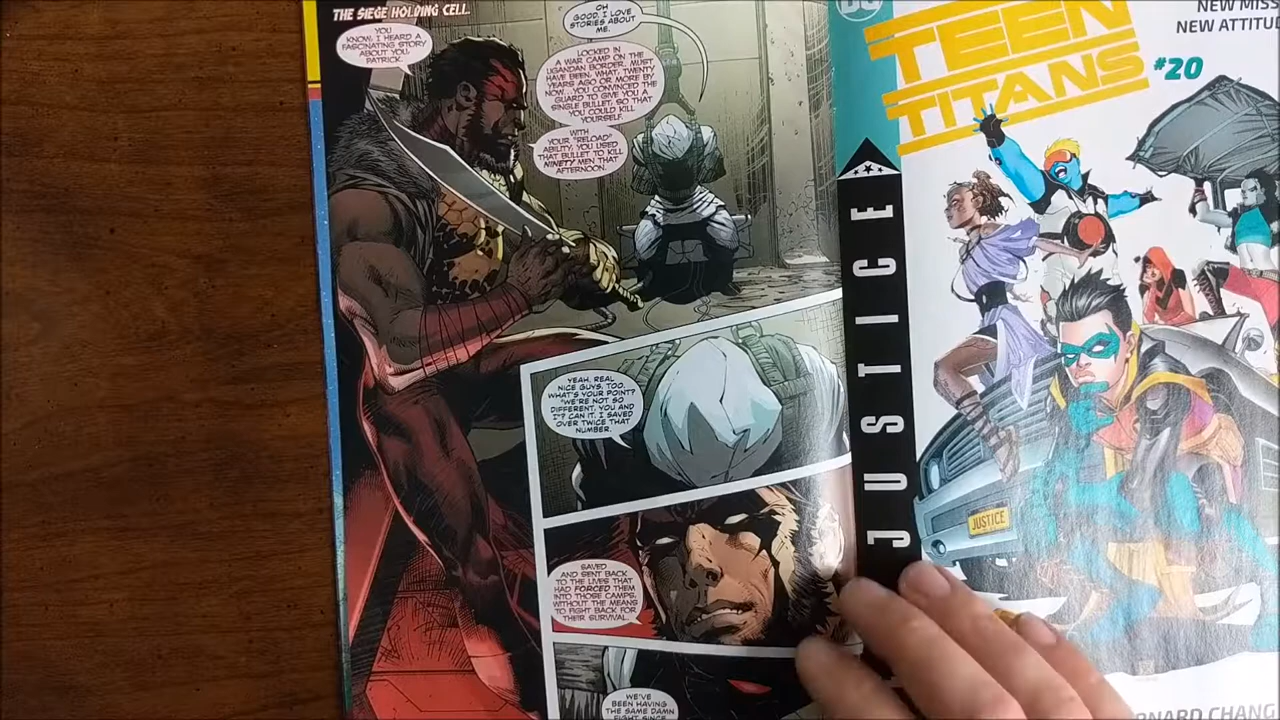 THE SIEGE HOLDING CELL.
YOU
KNOW, I HEARD A
FASCINATING STORY
ABOUT YOU,
PATRICK.
OH
GOOD. I LOVE
STORIES ABOUT
ME.
LOCKED IN
A WAR CAMP ON THE
UGANDAN BORDER, MUST
HAVE BEEN, WHAT, TWENTY
YEARS AGO OR MORE BY
NOW...YOU CONVINCED THE
GUARD TO GIVE YOU A
SINGLE BULLET, SO THAT
YOU COULD KILL
YOURSELF.
WITH
YOUR "RELOAD"
ABILITY, YOU USED
THAT BULLET TO KILL
NINETY MEN THAT
AFTERNOON.
YEAH, REAL
NICE GUYS, TOO.
WHAT'S YOUR POINT?
"WE'RE NOT SO
DIFFERENT, YOU AND
I"? CAN IT. I SAVED
OVER TWICE THAT
NUMBER.
SAVED
AND SENT BACK
TO THE LIVES THAT
HAD FORCED THEM
INTO THOSE CAMPS,
WITHOUT THE MEANS
TO FIGHT BACK FOR
THEIR SURVIVAL.
WE'VE
BEEN HAVING
THE SAME DAMN
FIGHT SINCE
DC
TEEN
TITANS
#20
NEW MISS
NEW ATTITU
JUSTICE
JUSTICE
RNARD CHANG